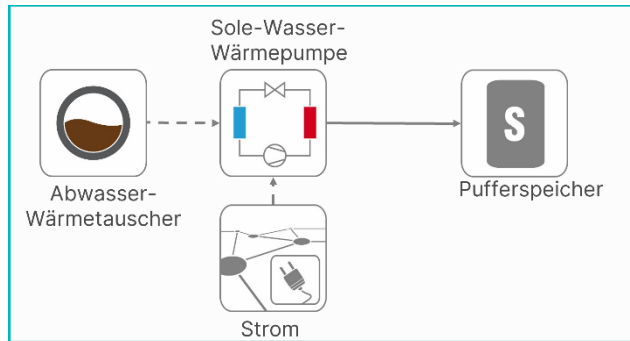 Sole-Wasser-
Wärmepumpe
S
Abwasser-
Wärmetauscher
Pufferspeicher
Strom